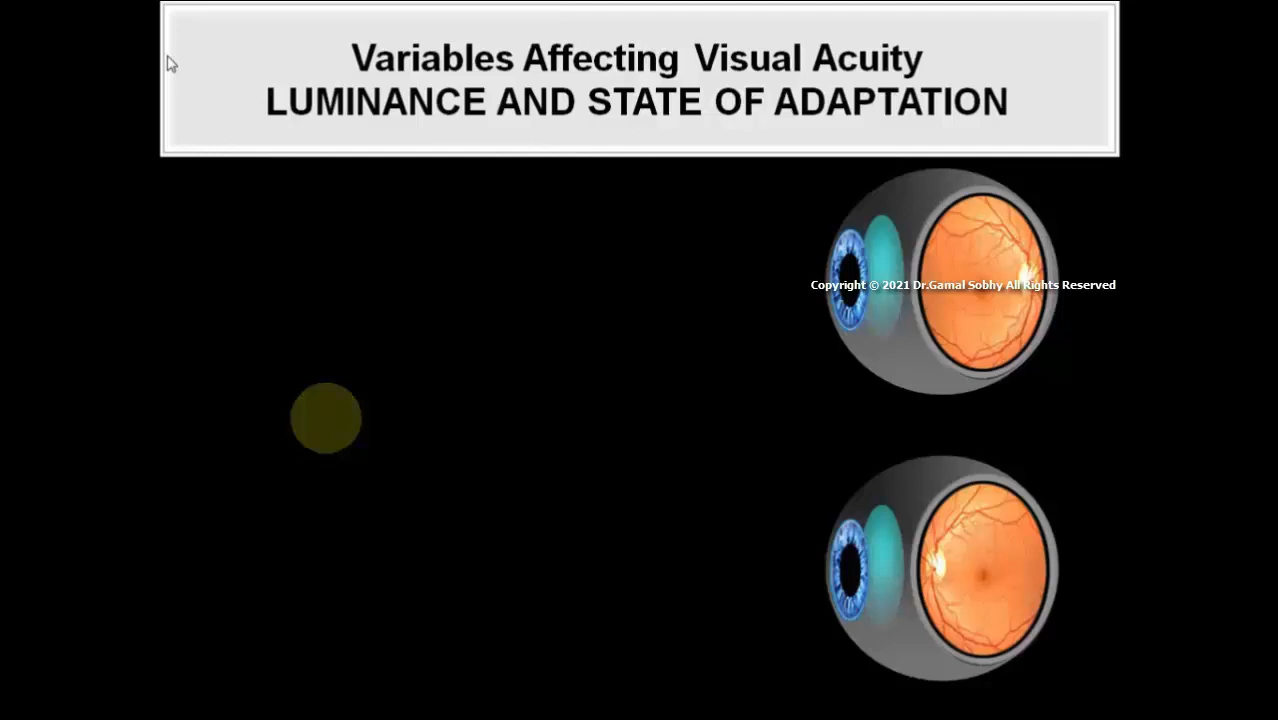 Variables Affecting Visual Acuity
LUMINANCE AND STATE OF ADAPTATION
Copyright © 2021 Dr.Gamal Sobhy All Rights Reserved